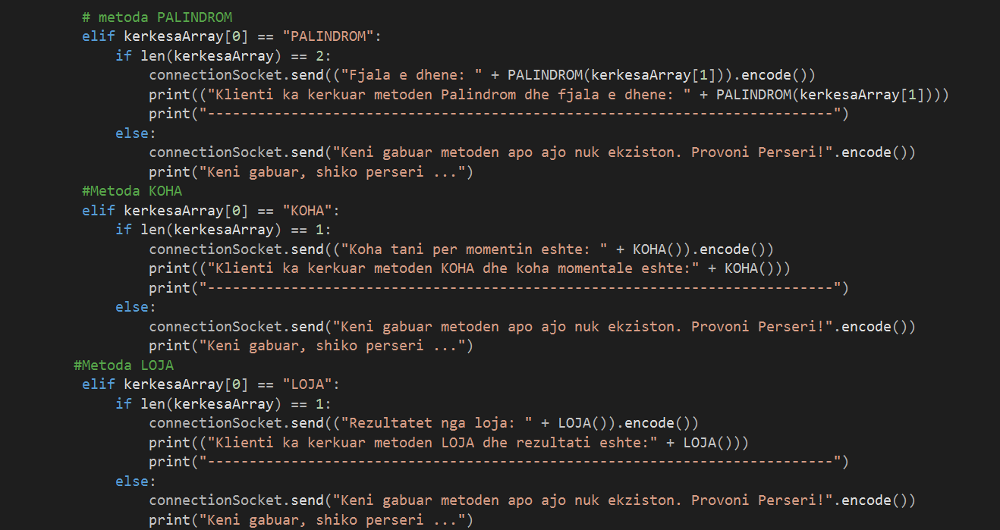 # metoda PALINDROM
elif kerkesaArray[0] == "PALINDROM":
if len(kerkesaArray) == 2:
connectionSocket.send(("Fjala e dhene: " + PALINDROM(kerkesaArray[1])).encode())
print(("Klienti ka kerkuar metoden Palindrom dhe fjala e dhene: " + PALINDROM(kerkesaArray[1])))
print("---------------------------------------------------------------------------")
else:
connectionSocket.send("Keni gabuar metoden apo ajo nuk ekziston. Provoni Perseri!".encode())
print("Keni gabuar, shiko perseri ...")
#Metoda KOHA
elif kerkesaArray[0] == "KOHA":
if len(kerkesaArray) == 1:
connectionSocket.send(("Koha tani per momentin eshte: " + KOHA()).encode())
print(("Klienti ka kerkuar metoden KOHA dhe koha momentale eshte:" + KOHA()))
print("---------------------------------------------------------------------------")
else:
connectionSocket.send("Keni gabuar metoden apo ajo nuk ekziston. Provoni Perseri!".encode())
print("Keni gabuar, shiko perseri ...")
#Metoda LOJA
elif kerkesaArray[0] == "LOJA":
if len(kerkesaArray) == 1:
connectionSocket.send(("Rezultatet nga loja: " + LOJA()).encode())
print(("Klienti ka kerkuar metoden LOJA dhe rezultati eshte:" + LOJA()))
print("---------------------------------------------------------------------------")
else:
connectionSocket.send("Keni gabuar metoden apo ajo nuk ekziston. Provoni Perseri!".encode())
print("Keni gabuar, shiko perseri ...")